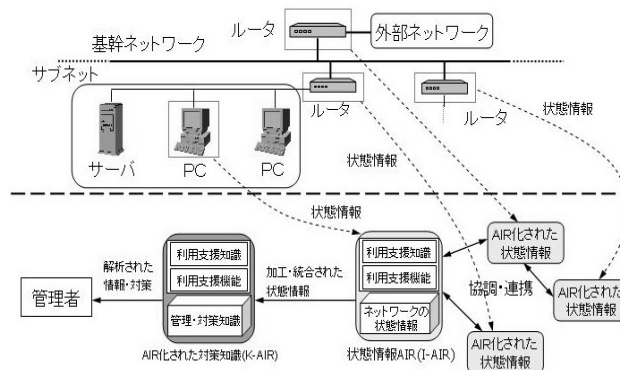 ルータ
外部ネットワーク
基幹ネットワーク
サブネット
ルータ
ルータ
状態情報
サーバ
PC
PC
状態情報
状態情報
AIR化された
状態情報
利用支援知識
利用支援機能
管理・対策知識
解析された
情報・対策
管理者
加工・統合された
状態情報
利用支援知識
利用支援機能
ネットワークの
状態情報
協調・連携
AIR化された
状態情報
AIR化された対策知識(K-AIR)
状態情報AIR(I-AIR)
AIR化された
状態情報